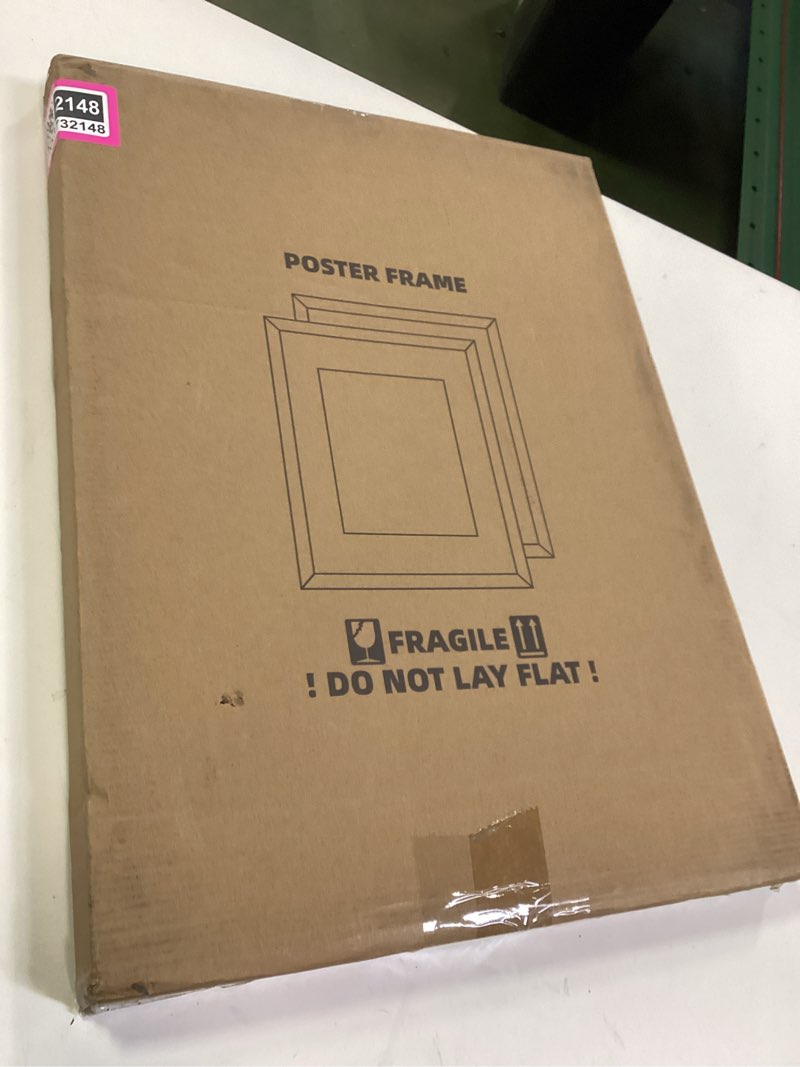 2148
32148
POSTER FRAME
FRAGILE
! DO NOT LAY FLAT !